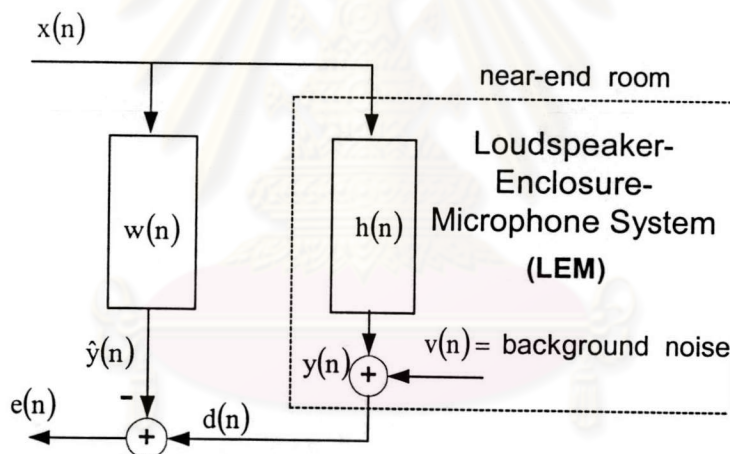 x(n)
near-end room
Loudspeaker-
Enclosure-
Microphone System
(LEM)
w(n)
h(n)
ŷ(n)
y(n)
+
v(n) = background noise
-
e(n)
+
d(n)